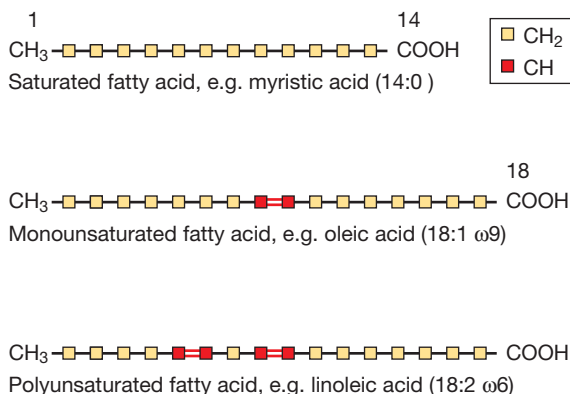 1 14
CH₃ COOH
CH₂
CH
Saturated fatty acid, e.g. myristic acid (14:0 )
18
CH₃ COOH
Monounsaturated fatty acid, e.g. oleic acid (18:1 ω9)
CH₃ COOH
Polyunsaturated fatty acid, e.g. linoleic acid (18:2 ω6)